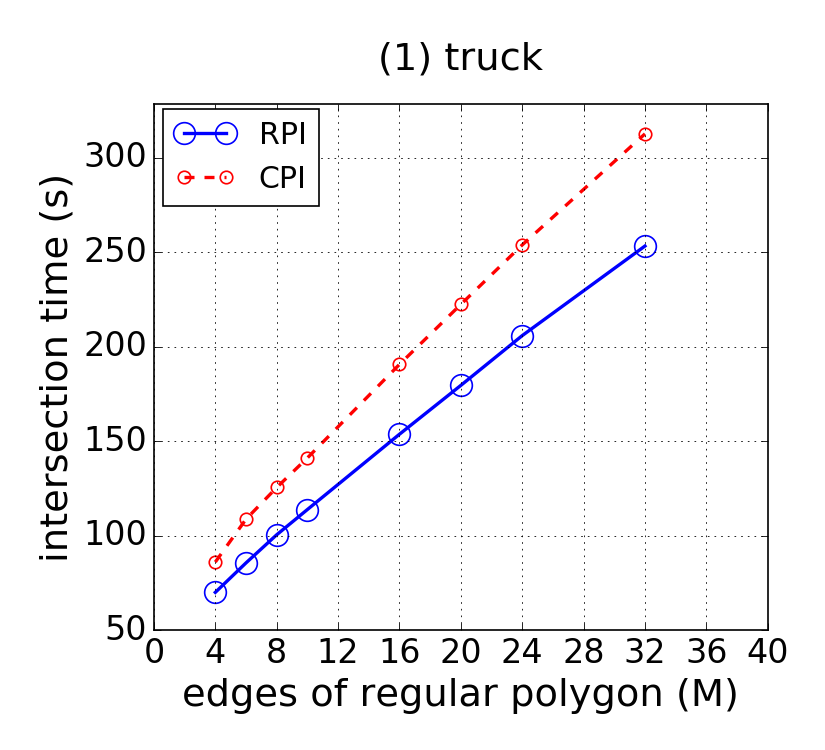 (1) truck
RPI
CPI
intersection time (s)
300
250
200
150
100
50
0 4 8 12 16 20 24 28 32 36 40
edges of regular polygon (M)